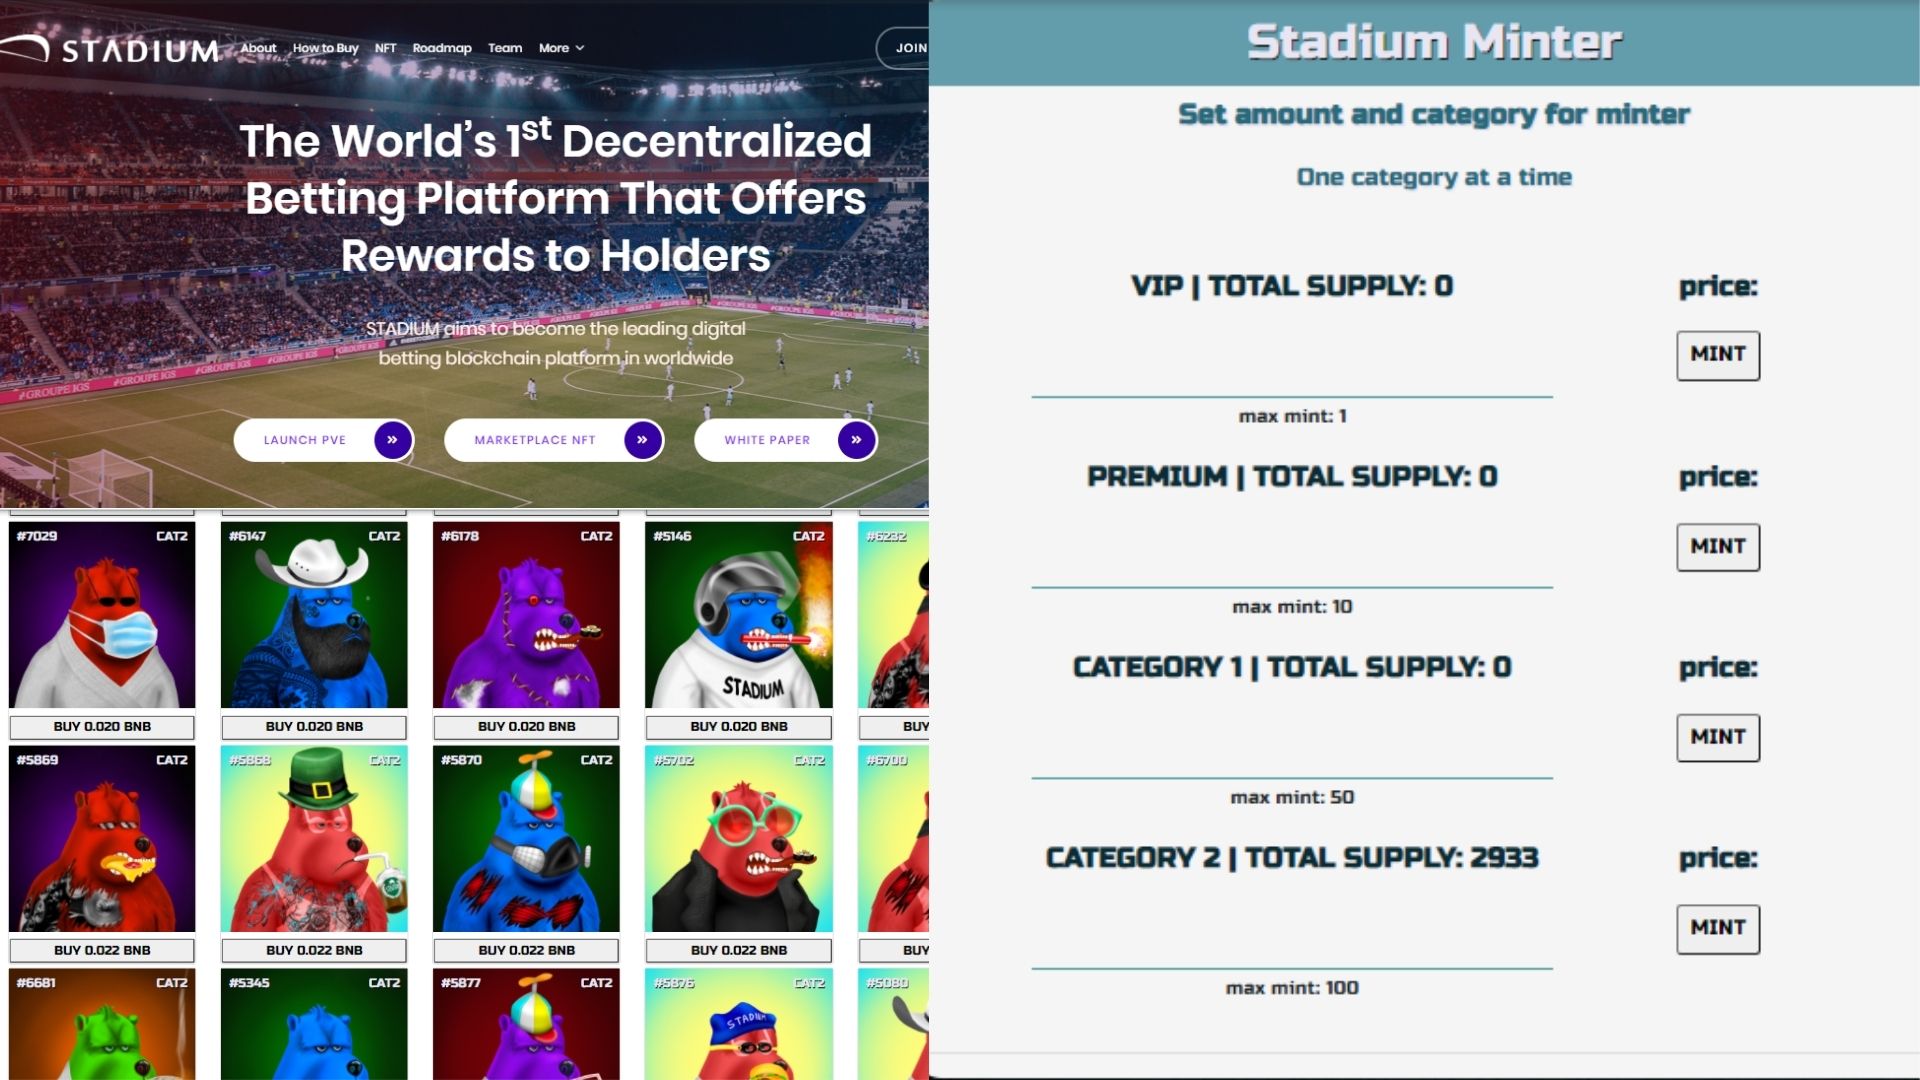 STADIUM
About How to Buy NFT Roadmap Team More
JOIN
The World's 1st Decentralized
Betting Platform That Offers
Rewards to Holders
STADIUM aims to become the leading digital
betting blockchain platform in worldwide
#GROUPE IGS #GROUPE IGS #GROUPE IGS
LAUNCH PVE
MARKETPLACE NFT
WHITE PAPER
#7029 CAT2
#6147 CAT2
#6178 CAT2
#5146 CAT2
#6232
STADIUM
BUY 0.020 BNB
BUY 0.020 BNB
BUY 0.020 BNB
BUY 0.020 BNB
BUY
#5869 CAT2
#5868 CAT2
#5870 CAT2
#5702 CAT2
#6700
BUY 0.022 BNB
BUY 0.022 BNB
BUY 0.022 BNB
BUY 0.022 BNB
BUY
#6681 CAT2
#5345 CAT2
#5877 CAT2
#5876 CAT2
#5080
STADIUM
Stadium Minter
Set amount and category for minter
One category at a time
VIP | TOTAL SUPPLY: 0
price:
MINT
max mint: 1
PREMIUM | TOTAL SUPPLY: 0
price:
MINT
max mint: 10
CATEGORY 1 | TOTAL SUPPLY: 0
price:
MINT
max mint: 50
CATEGORY 2 | TOTAL SUPPLY: 2933
price:
MINT
max mint: 100